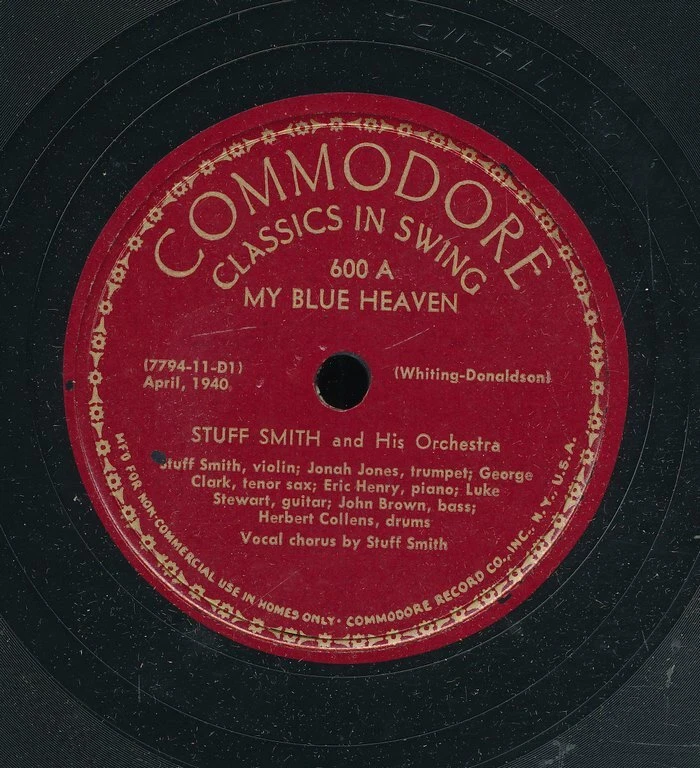 COMMODORE
CLASSICS IN SWING
600 A
MY BLUE HEAVEN
(7794-11-D1)
April, 1940
(Whiting-Donaldson)
STUFF SMITH and His Orchestra
Stuff Smith, violin; Jonah Jones, trumpet; George
Clark, tenor sax; Eric Henry, piano; Luke
Stewart, guitar; John Brown, bass;
Herbert Collens, drums
Vocal chorus by Stuff Smith
MF'D FOR NON-COMMERCIAL USE IN HOMES ONLY • COMMODORE RECORD CO., INC., N. Y., U. S. A.